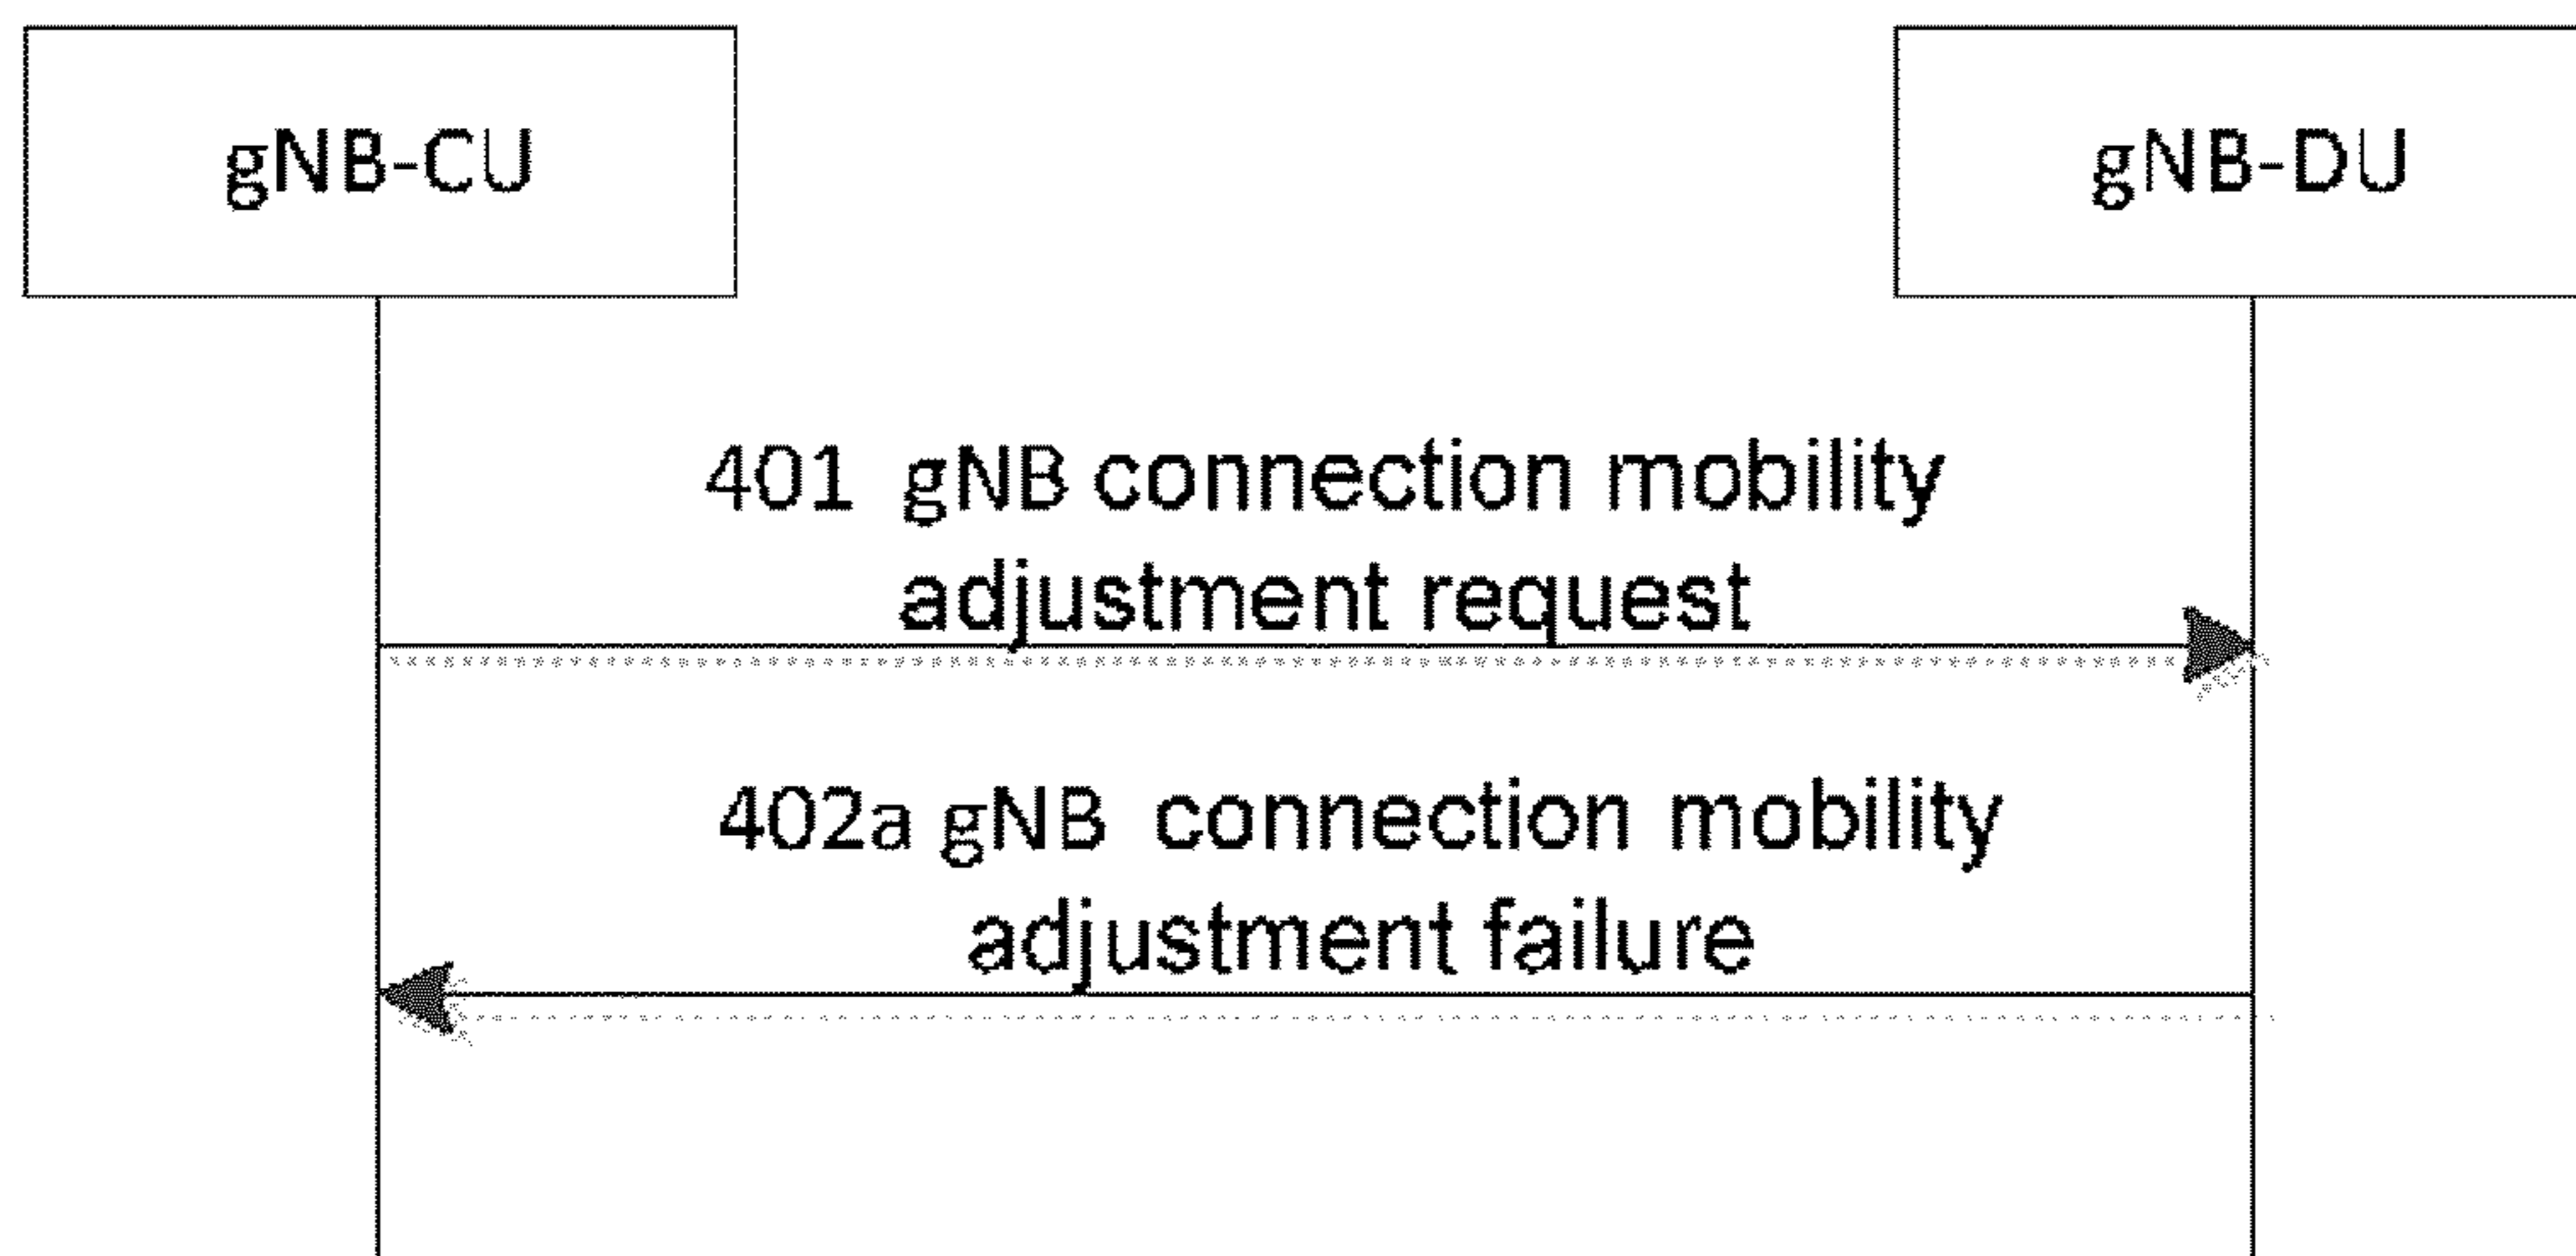 gNB-CU
gNB-DU
401 gNB connection mobility
adjustment request
402a gNB connection mobility
adjustment failure